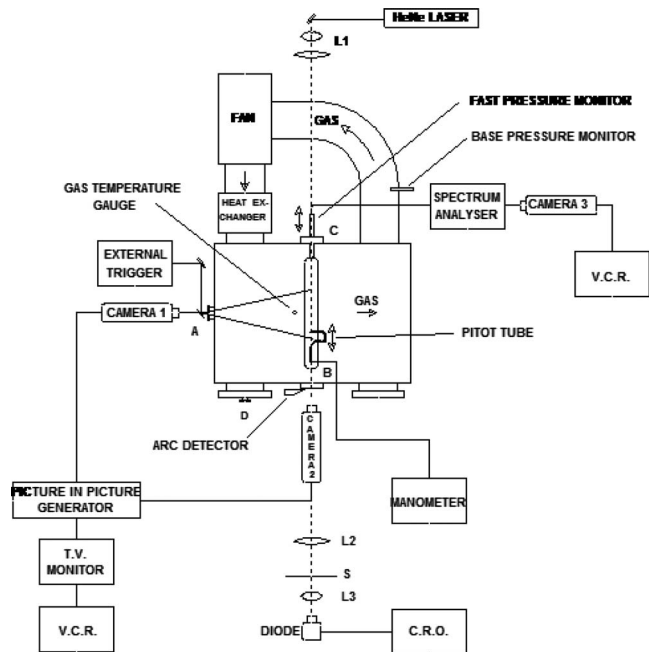 HeNe LASER
L1
FAN
GAS
FAST PRESSURE MONITOR
BASE PRESSURE MONITOR
GAS TEMPERATURE
GAUGE
HEAT EX-
CHANGER
C
SPECTRUM
ANALYSER
CAMERA 3
EXTERNAL
TRIGGER
V.C.R.
CAMERA 1
A
GAS
PITOT TUBE
B
D
ARC DETECTOR
CAMERA 2
PICTURE IN PICTURE
GENERATOR
MANOMETER
T.V.
MONITOR
L2
S
L3
V.C.R.
DIODE
C.R.O.